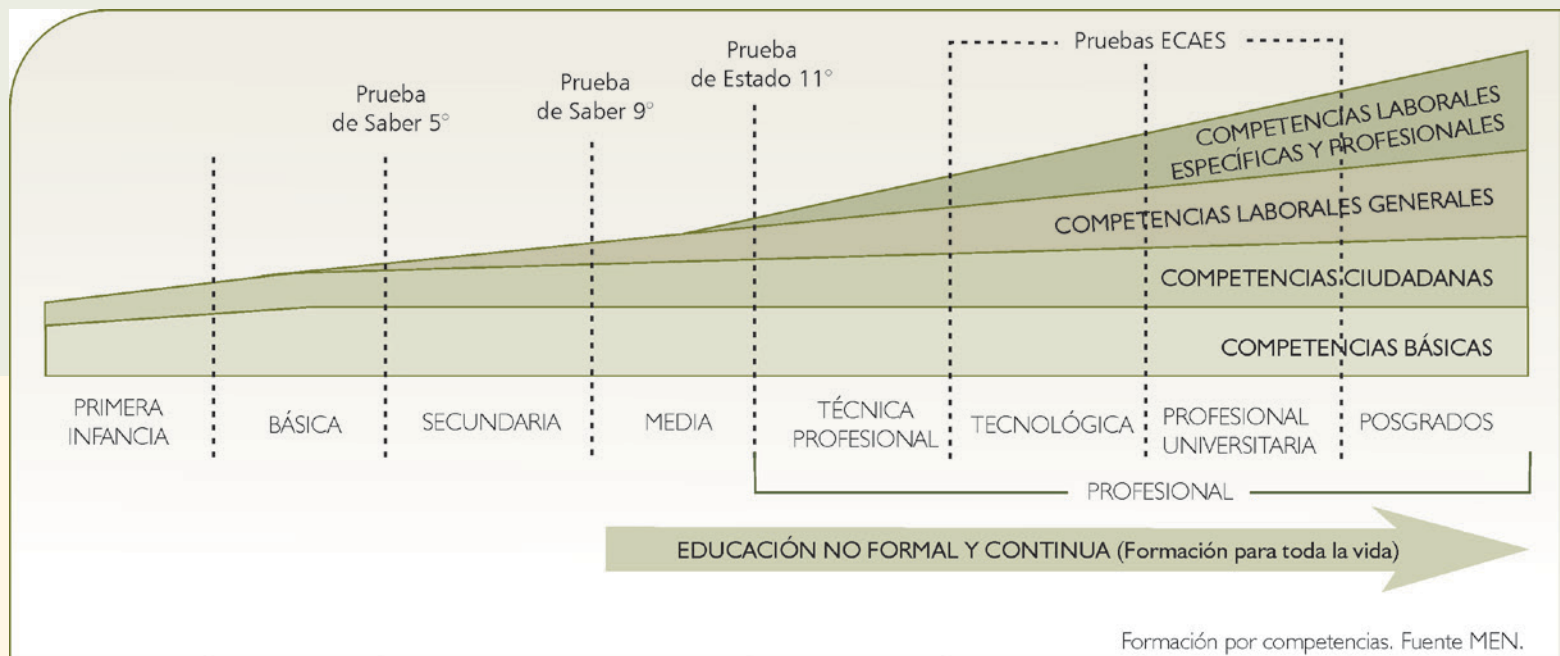 Pruebas ECAES
Prueba
de Estado 11°
Prueba
de Saber 9°
Prueba
de Saber 5°
COMPETENCIAS LABORALES
ESPECÍFICAS Y PROFESIONALES
COMPETENCIAS LABORALES GENERALES
COMPETENCIAS CIUDADANAS
COMPETENCIAS BÁSICAS
PRIMERA
INFANCIA
BÁSICA
SECUNDARIA
MEDIA
TÉCNICA
PROFESIONAL
TECNOLÓGICA
PROFESIONAL
UNIVERSITARIA
POSGRADOS
PROFESIONAL
EDUCACIÓN NO FORMAL Y CONTINUA (Formación para toda la vida)
Formación por competencias. Fuente MEN.